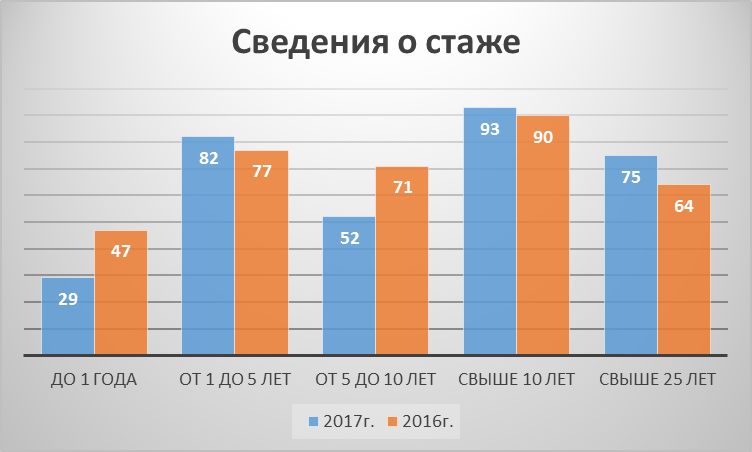 Сведения о стаже
29
47
82
77
52
71
93
90
75
64
ДО 1 ГОДА
ОТ 1 ДО 5 ЛЕТ
ОТ 5 ДО 10 ЛЕТ
СВЫШЕ 10 ЛЕТ
СВЫШЕ 25 ЛЕТ
2017г.
2016г.